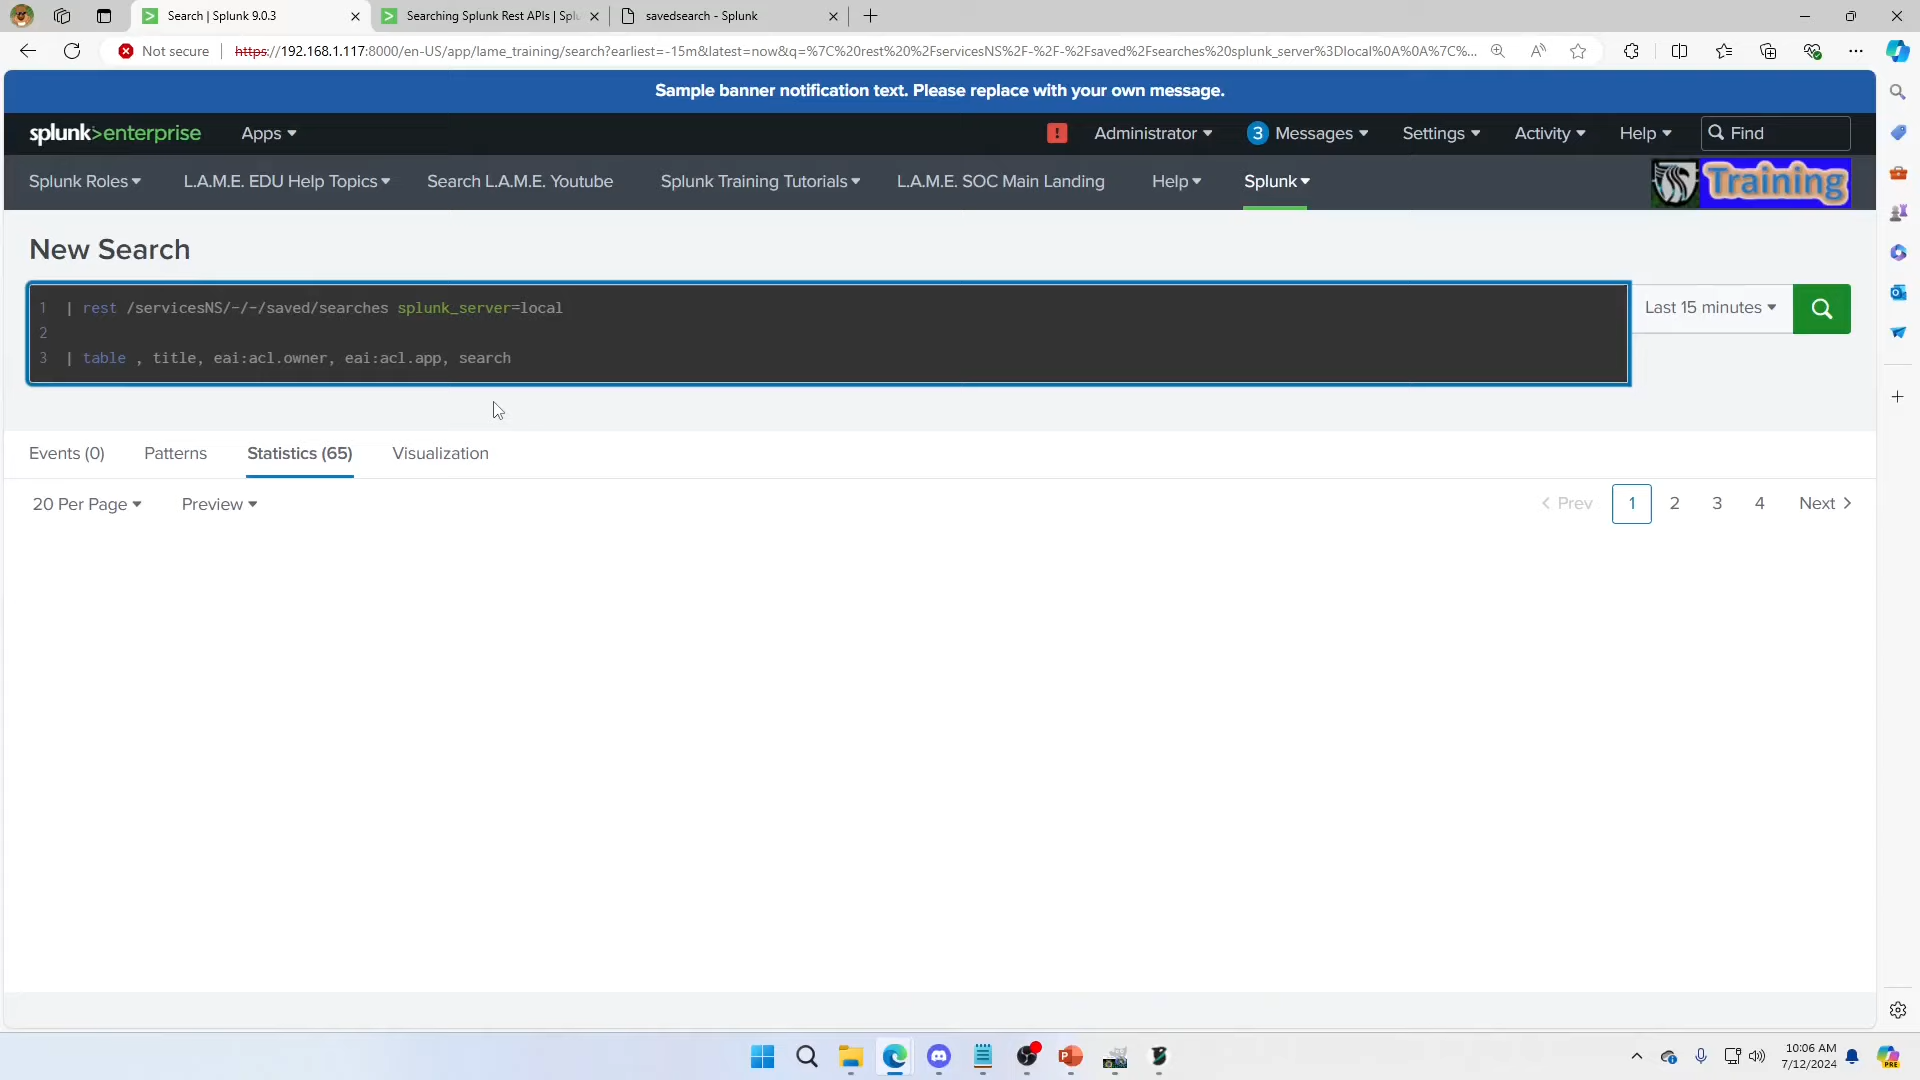 Search | Splunk 9.0.3
Searching Splunk Rest APIs | Spl
savedsearch - Splunk
Not secure
https://192.168.1.117:8000/en-US/app/lame_training/search?earliest=-15m&latest=now&q=%7C%20rest%20%2FservicesNS%2F-%2F-%2Fsaved%2Fsearches%20splunk_server%3Dlocal%0A%0A%7C%...
Sample banner notification text. Please replace with your own message.
splunk>enterprise
Apps
!
Administrator
3 Messages
Settings
Activity
Help
Find
Splunk Roles
L.A.M.E. EDU Help Topics
Search L.A.M.E. Youtube
Splunk Training Tutorials
L.A.M.E. SOC Main Landing
Help
Splunk
Training
New Search
1 | rest /servicesNS/-/-/saved/searches splunk_server=local
2
3 | table , title, eai:acl.owner, eai:acl.app, search
Last 15 minutes
Events (0)
Patterns
Statistics (65)
Visualization
20 Per Page
Preview
< Prev
1
2
3
4
Next >
10:06 AM
7/12/2024
PRE